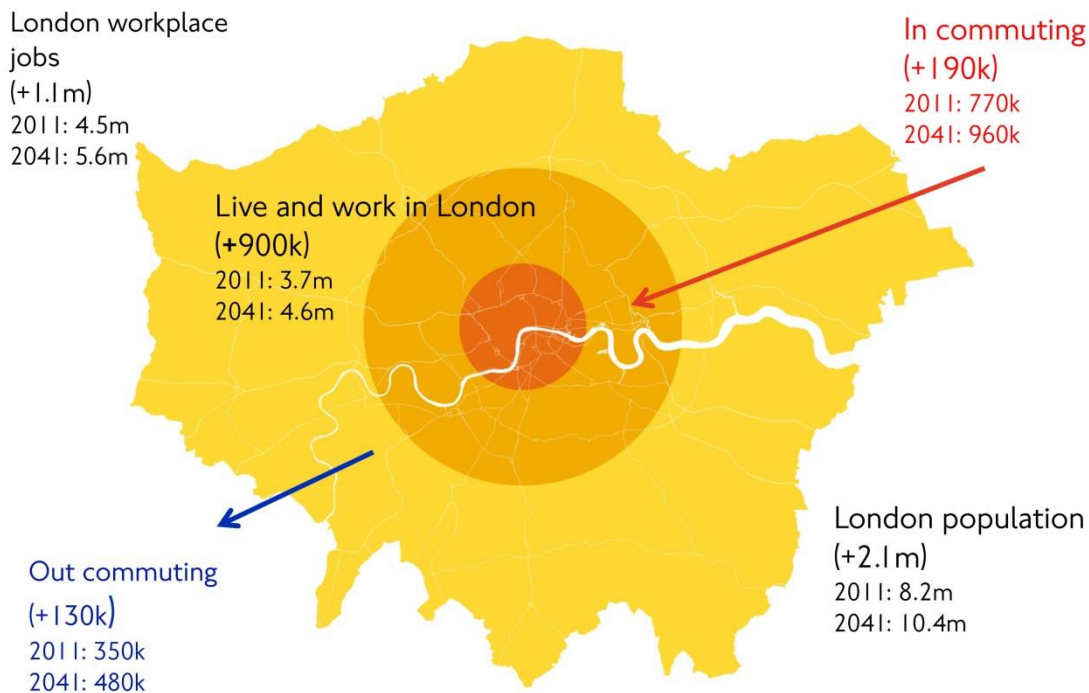 London workplace
jobs
(+1.1m)
2011: 4.5m
2041: 5.6m
In commuting
(+190k)
2011: 770k
2041: 960k
Live and work in London
(+900k)
2011: 3.7m
2041: 4.6m
London population
(+2.1m)
2011: 8.2m
2041: 10.4m
Out commuting
(+130k)
2011: 350k
2041: 480k